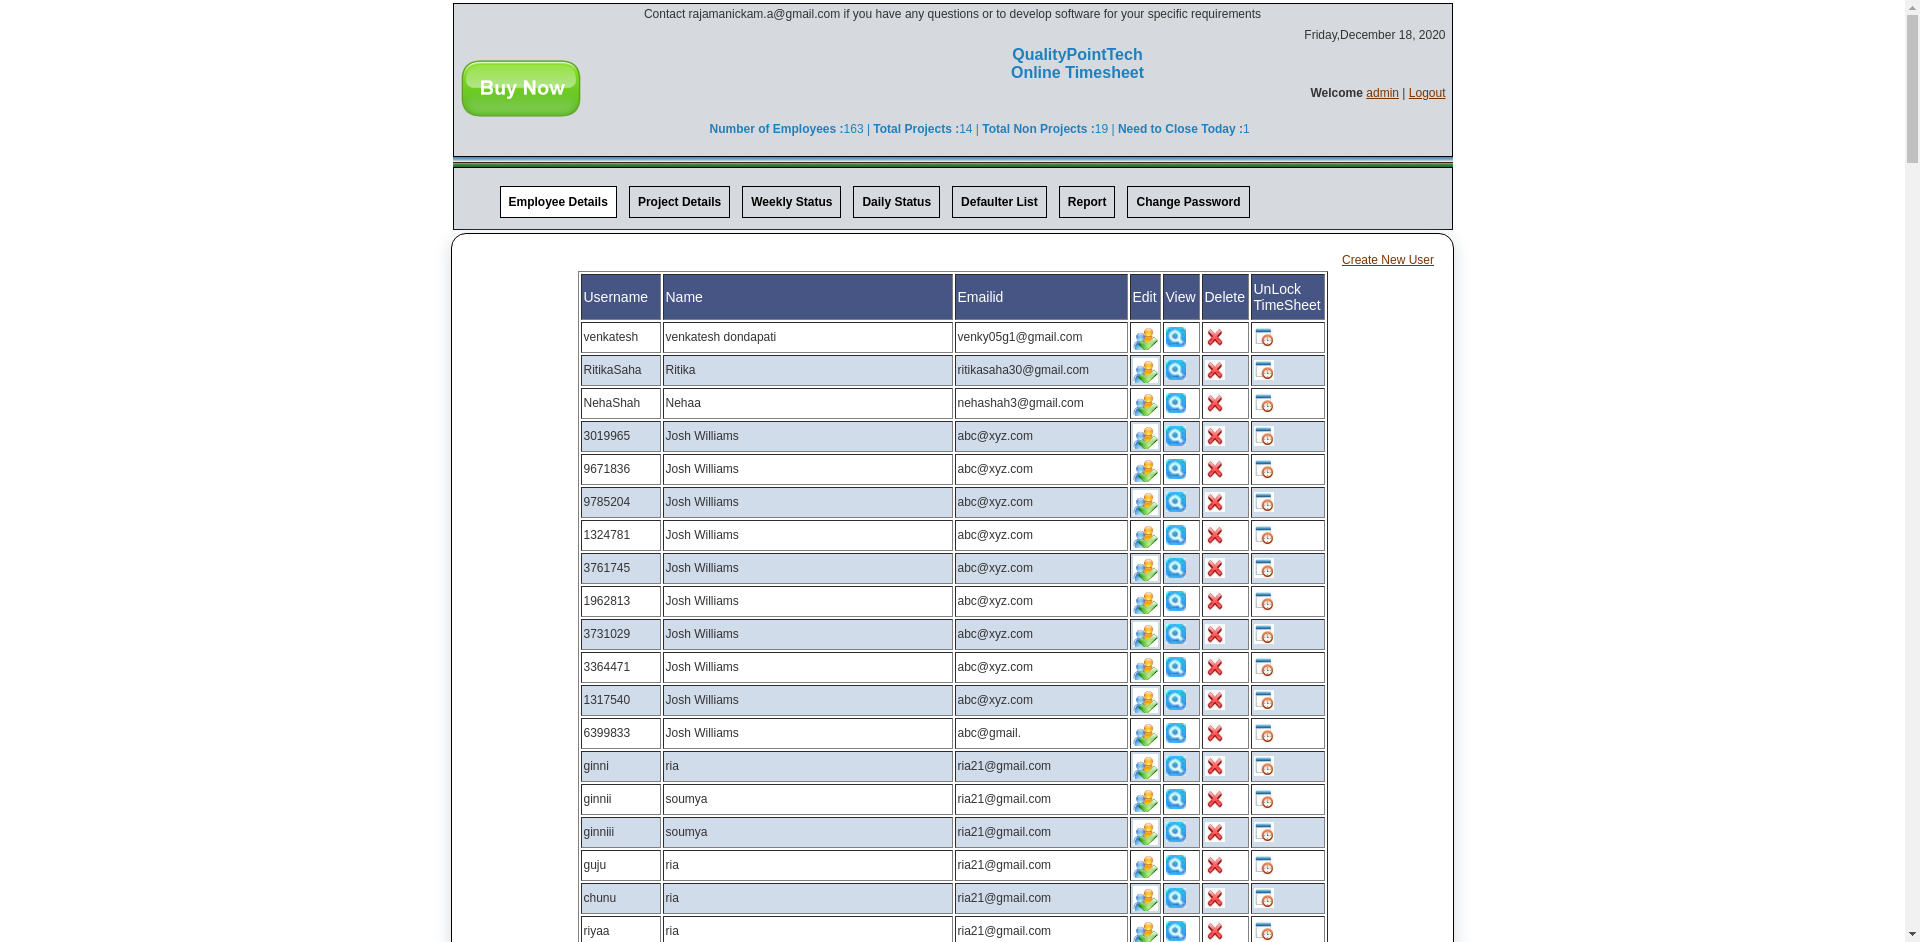 Contact rajamanickam.a@gmail.com if you have any questions or to develop software for your specific requirements
Friday,December 18, 2020
QualityPointTech
Online Timesheet
Buy Now
Welcome admin | Logout
Number of Employees :163 | Total Projects :14 | Total Non Projects :19 | Need to Close Today :1
Employee Details Project Details Weekly Status Daily Status Defaulter List Report Change Password
Create New User
Username Name Emailid Edit View Delete UnLock TimeSheet
venkatesh venkatesh dondapati venky05g1@gmail.com
RitikaSaha Ritika ritikasaha30@gmail.com
NehaShah Nehaa nehashah3@gmail.com
3019965 Josh Williams abc@xyz.com
9671836 Josh Williams abc@xyz.com
9785204 Josh Williams abc@xyz.com
1324781 Josh Williams abc@xyz.com
3761745 Josh Williams abc@xyz.com
1962813 Josh Williams abc@xyz.com
3731029 Josh Williams abc@xyz.com
3364471 Josh Williams abc@xyz.com
1317540 Josh Williams abc@xyz.com
6399833 Josh Williams abc@gmail.
ginni ria ria21@gmail.com
ginnii soumya ria21@gmail.com
ginniii soumya ria21@gmail.com
guju ria ria21@gmail.com
chunu ria ria21@gmail.com
riyaa ria ria21@gmail.com